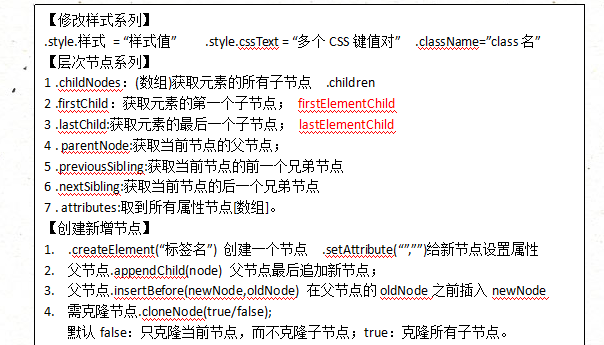 【修改样式系列】
.style.样式 = “样式值” .style.cssText = “多个 CSS 键值对” .className=”class 名”
【层次节点系列】
1 .childNodes：(数组)获取元素的所有子节点 .children
2 .firstChild：获取元素的第一个子节点； firstElementChild
3 .lastChild:获取元素的最后一个子节点； lastElementChild
4 . parentNode:获取当前节点的父节点；
5 .previousSibling:获取当前节点的前一个兄弟节点
6 .nextSibling:获取当前节点的后一个兄弟节点
7 . attributes:取到所有属性节点[数组]。
【创建新增节点】
1. .createElement(“标签名”) 创建一个节点 .setAttribute(“”,””)给新节点设置属性
2. 父节点.appendChild(node) 父节点最后追加新节点；
3. 父节点.insertBefore(newNode,oldNode) 在父节点的 oldNode 之前插入 newNode
4. 需克隆节点.cloneNode(true/false);
默认 false：只克隆当前节点，而不克隆子节点；true：克隆所有子节点。